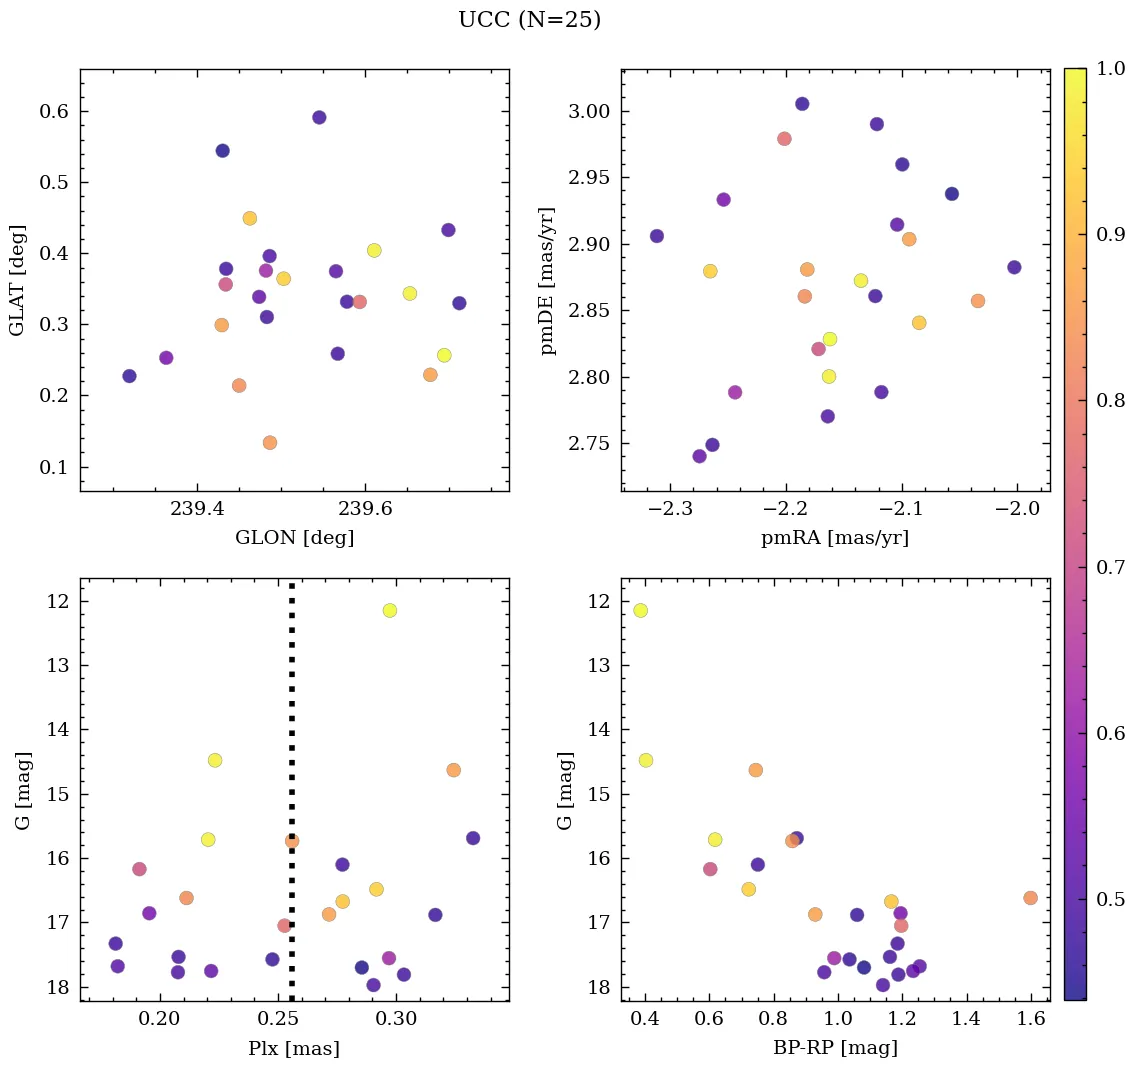 UCC (N=25)
0.6
0.5
0.4
0.3
0.2
0.1
GLAT [deg]
239.4 239.6
GLON [deg]
3.00
2.95
2.90
2.85
2.80
2.75
pmDE [mas/yr]
−2.3 −2.2 −2.1 −2.0
pmRA [mas/yr]
12
13
14
15
16
17
18
G [mag]
0.20 0.25 0.30
Plx [mas]
12
13
14
15
16
17
18
G [mag]
0.4 0.6 0.8 1.0 1.2 1.4 1.6
BP-RP [mag]
1.0
0.9
0.8
0.7
0.6
0.5